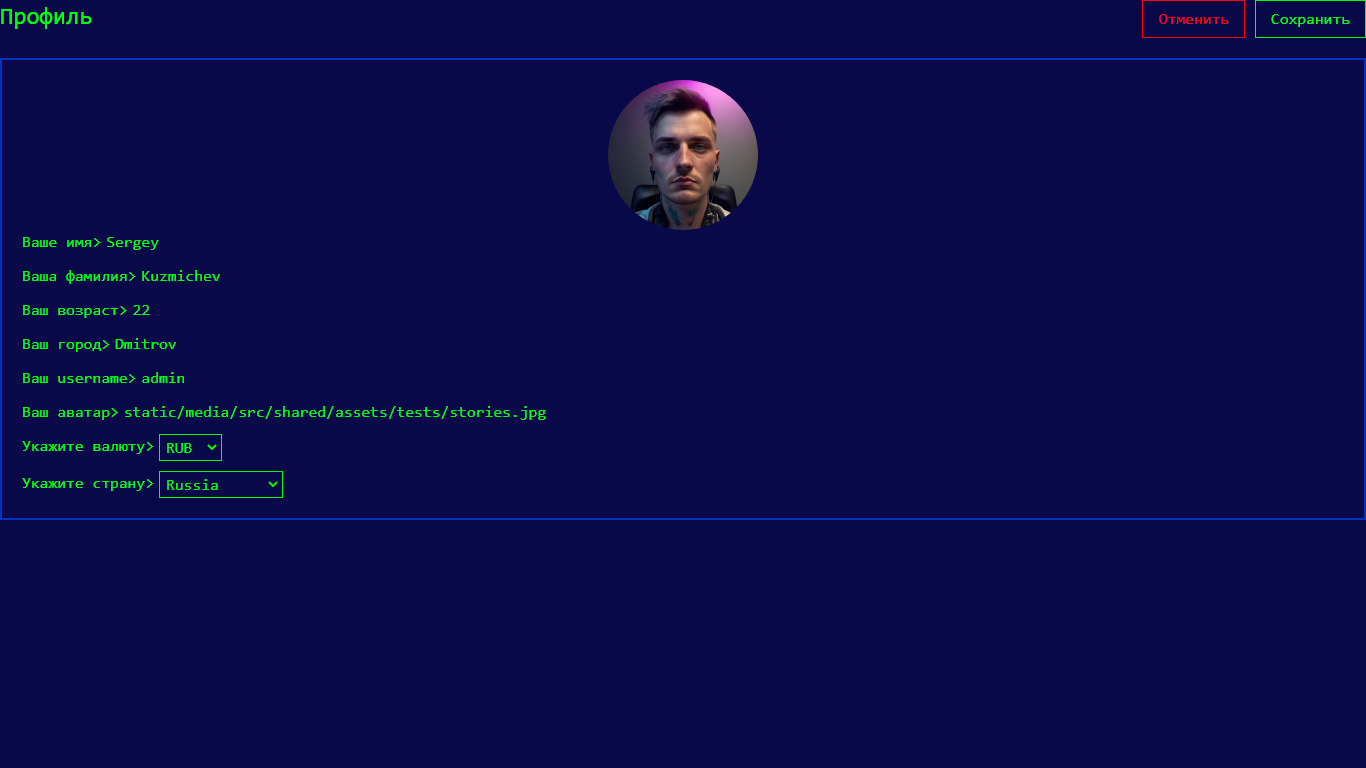 Профиль
Отменить
Сохранить
Ваше имя> Sergey
Ваша фамилия> Kuzmichev
Ваш возраст> 22
Ваш город> Dmitrov
Ваш username> admin
Ваш аватар> static/media/src/shared/assets/tests/stories.jpg
Укажите валюту> RUB
Укажите страну> Russia